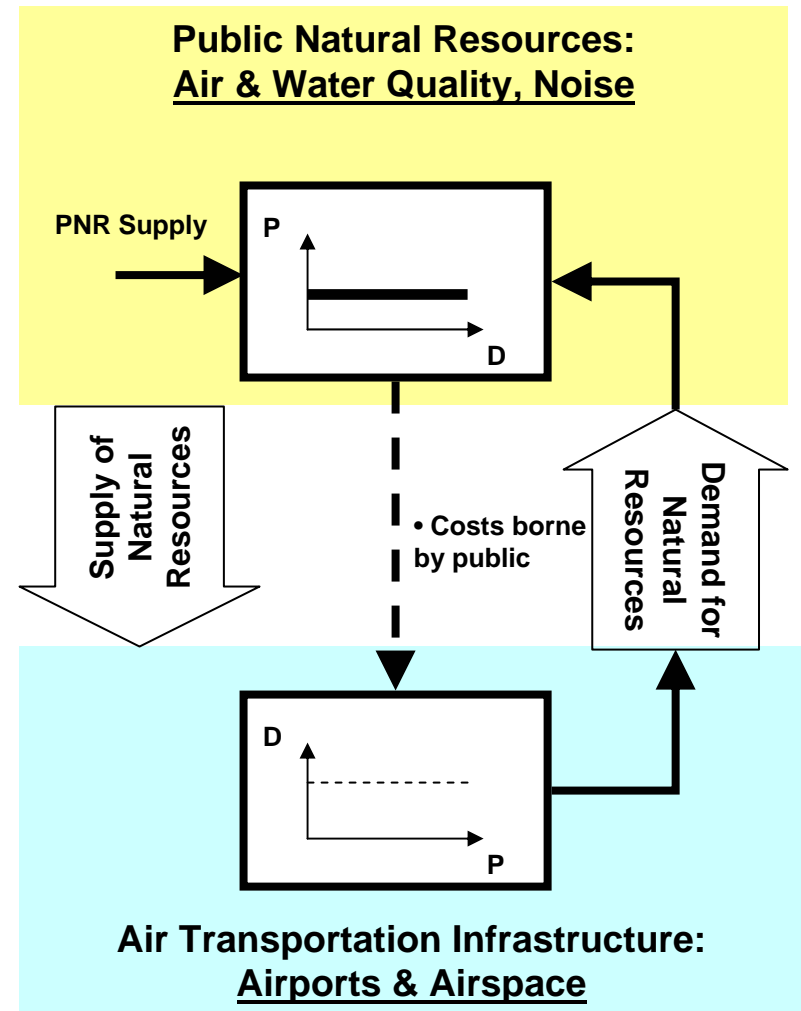 Public Natural Resources:
Air & Water Quality, Noise
PNR Supply
P
D
Supply of
Natural
Resources
• Costs borne
by public
Demand for
Natural
Resources
D
P
Air Transportation Infrastructure:
Airports & Airspace